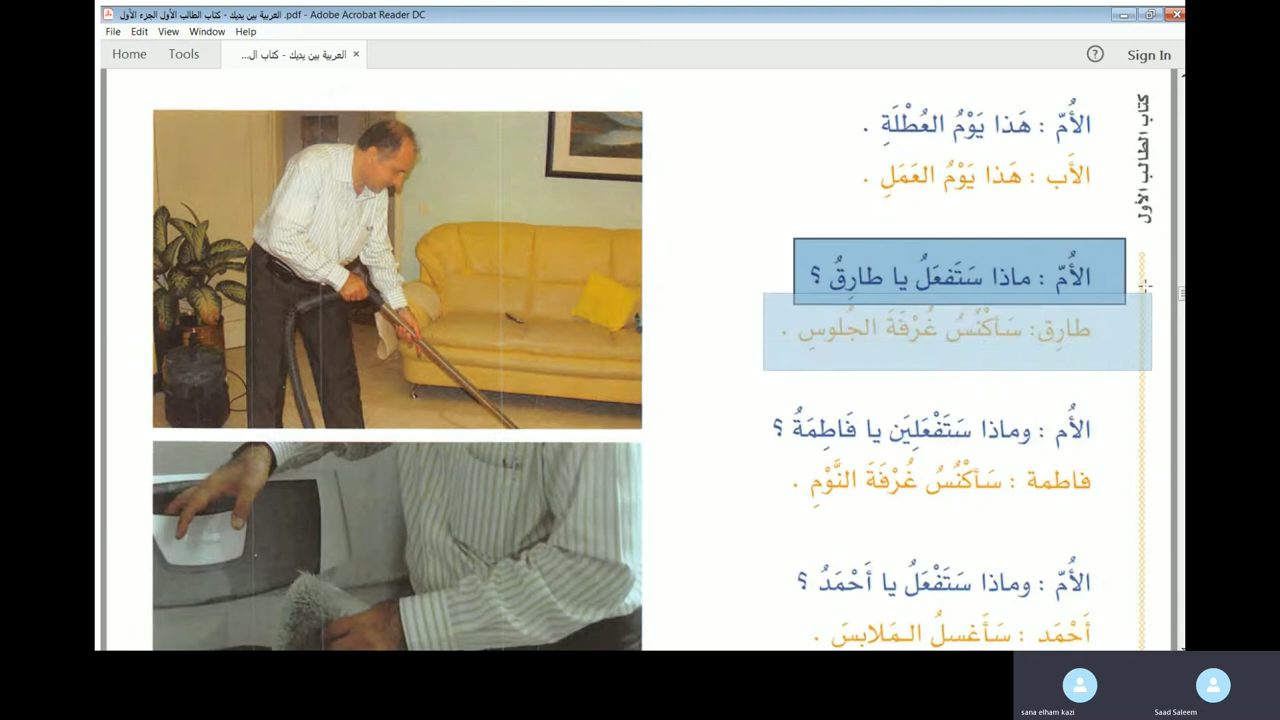 العربية بين يديك - كتاب الطالب الأول الجزء الأول .pdf - Adobe Acrobat Reader DC
File Edit View Window Help
Home Tools العربية بين يديك - كتاب ال... × ? Sign In
كتاب الطالب الأول
الأُمّ : هَذا يَوْمُ العُطْلَةِ .
الأَب : هَذا يَوْمُ العَمَلِ .
الأُمّ : ماذا سَتَفعَلُ يا طارِقُ ؟
طارِق: سَأكْنُسُ غُرْفَةَ الجُلوسِ .
الأُم : وماذا سَتَفْعَلِيَن يا فَاطِمَةُ ؟
فاطمة : سَأكْنُسُ غُرْفَةَ النَّوْمِ .
الأُمّ : وماذا سَتَفْعَلُ يا أَحْمَدُ ؟
أَحْمَد : سَأَغسِلُ الـمَلابِسَ .
sana elham kazi
Saad Saleem